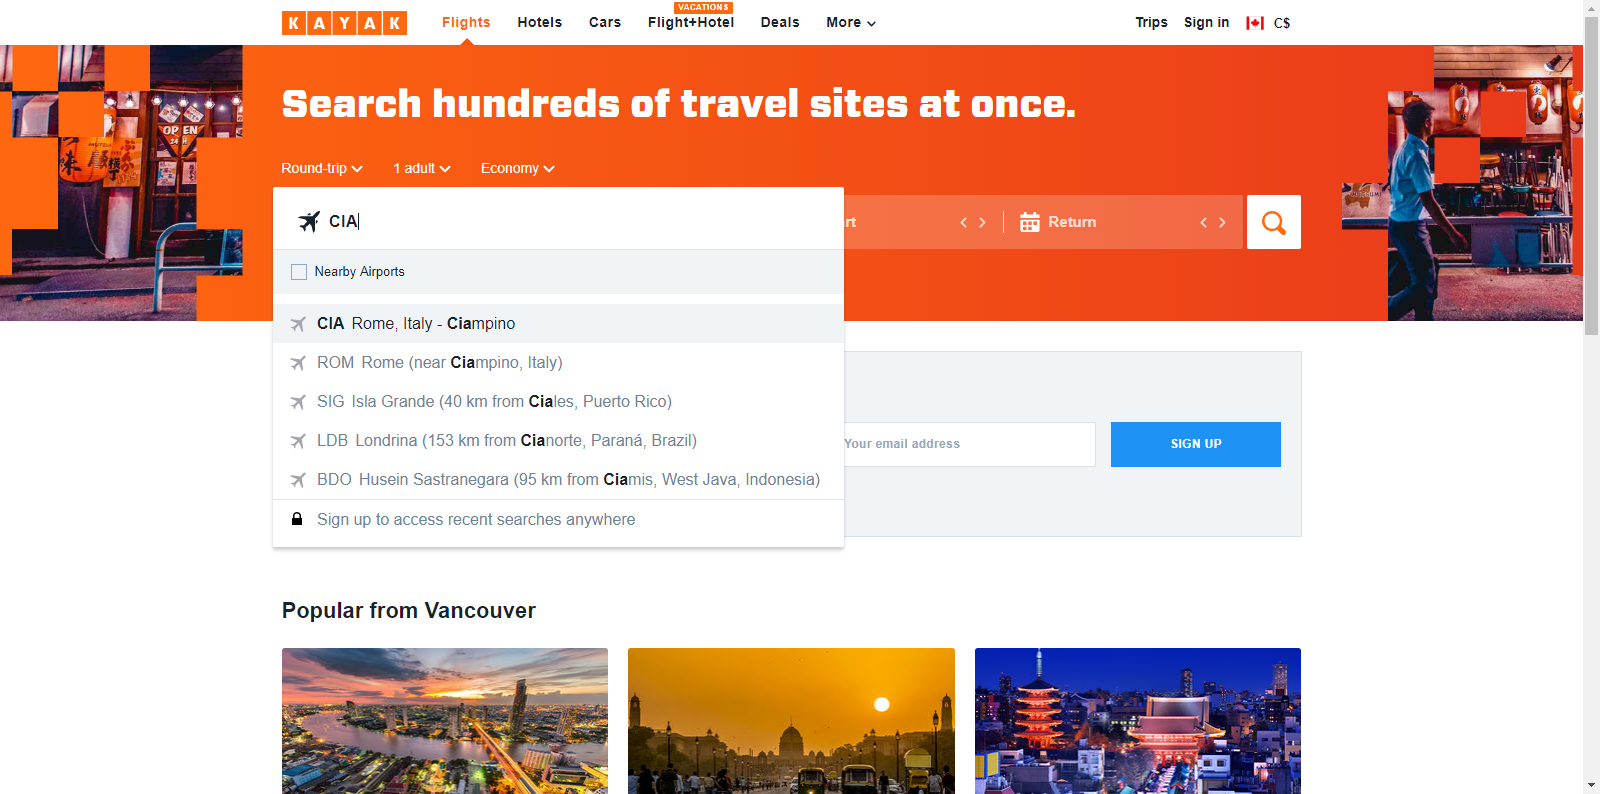 KAYAK
Flights
Hotels
Cars
VACATIONS
Flight+Hotel
Deals
More
Trips
Sign in
C$
Search hundreds of travel sites at once.
Round-trip
1 adult
Economy
CIA
rt
Return
Nearby Airports
CIA Rome, Italy - Ciampino
ROM Rome (near Ciampino, Italy)
SIG Isla Grande (40 km from Ciales, Puerto Rico)
LDB Londrina (153 km from Cianorte, Paraná, Brazil)
BDO Husein Sastranegara (95 km from Ciamis, West Java, Indonesia)
Sign up to access recent searches anywhere
Your email address
SIGN UP
Popular from Vancouver
OPEN